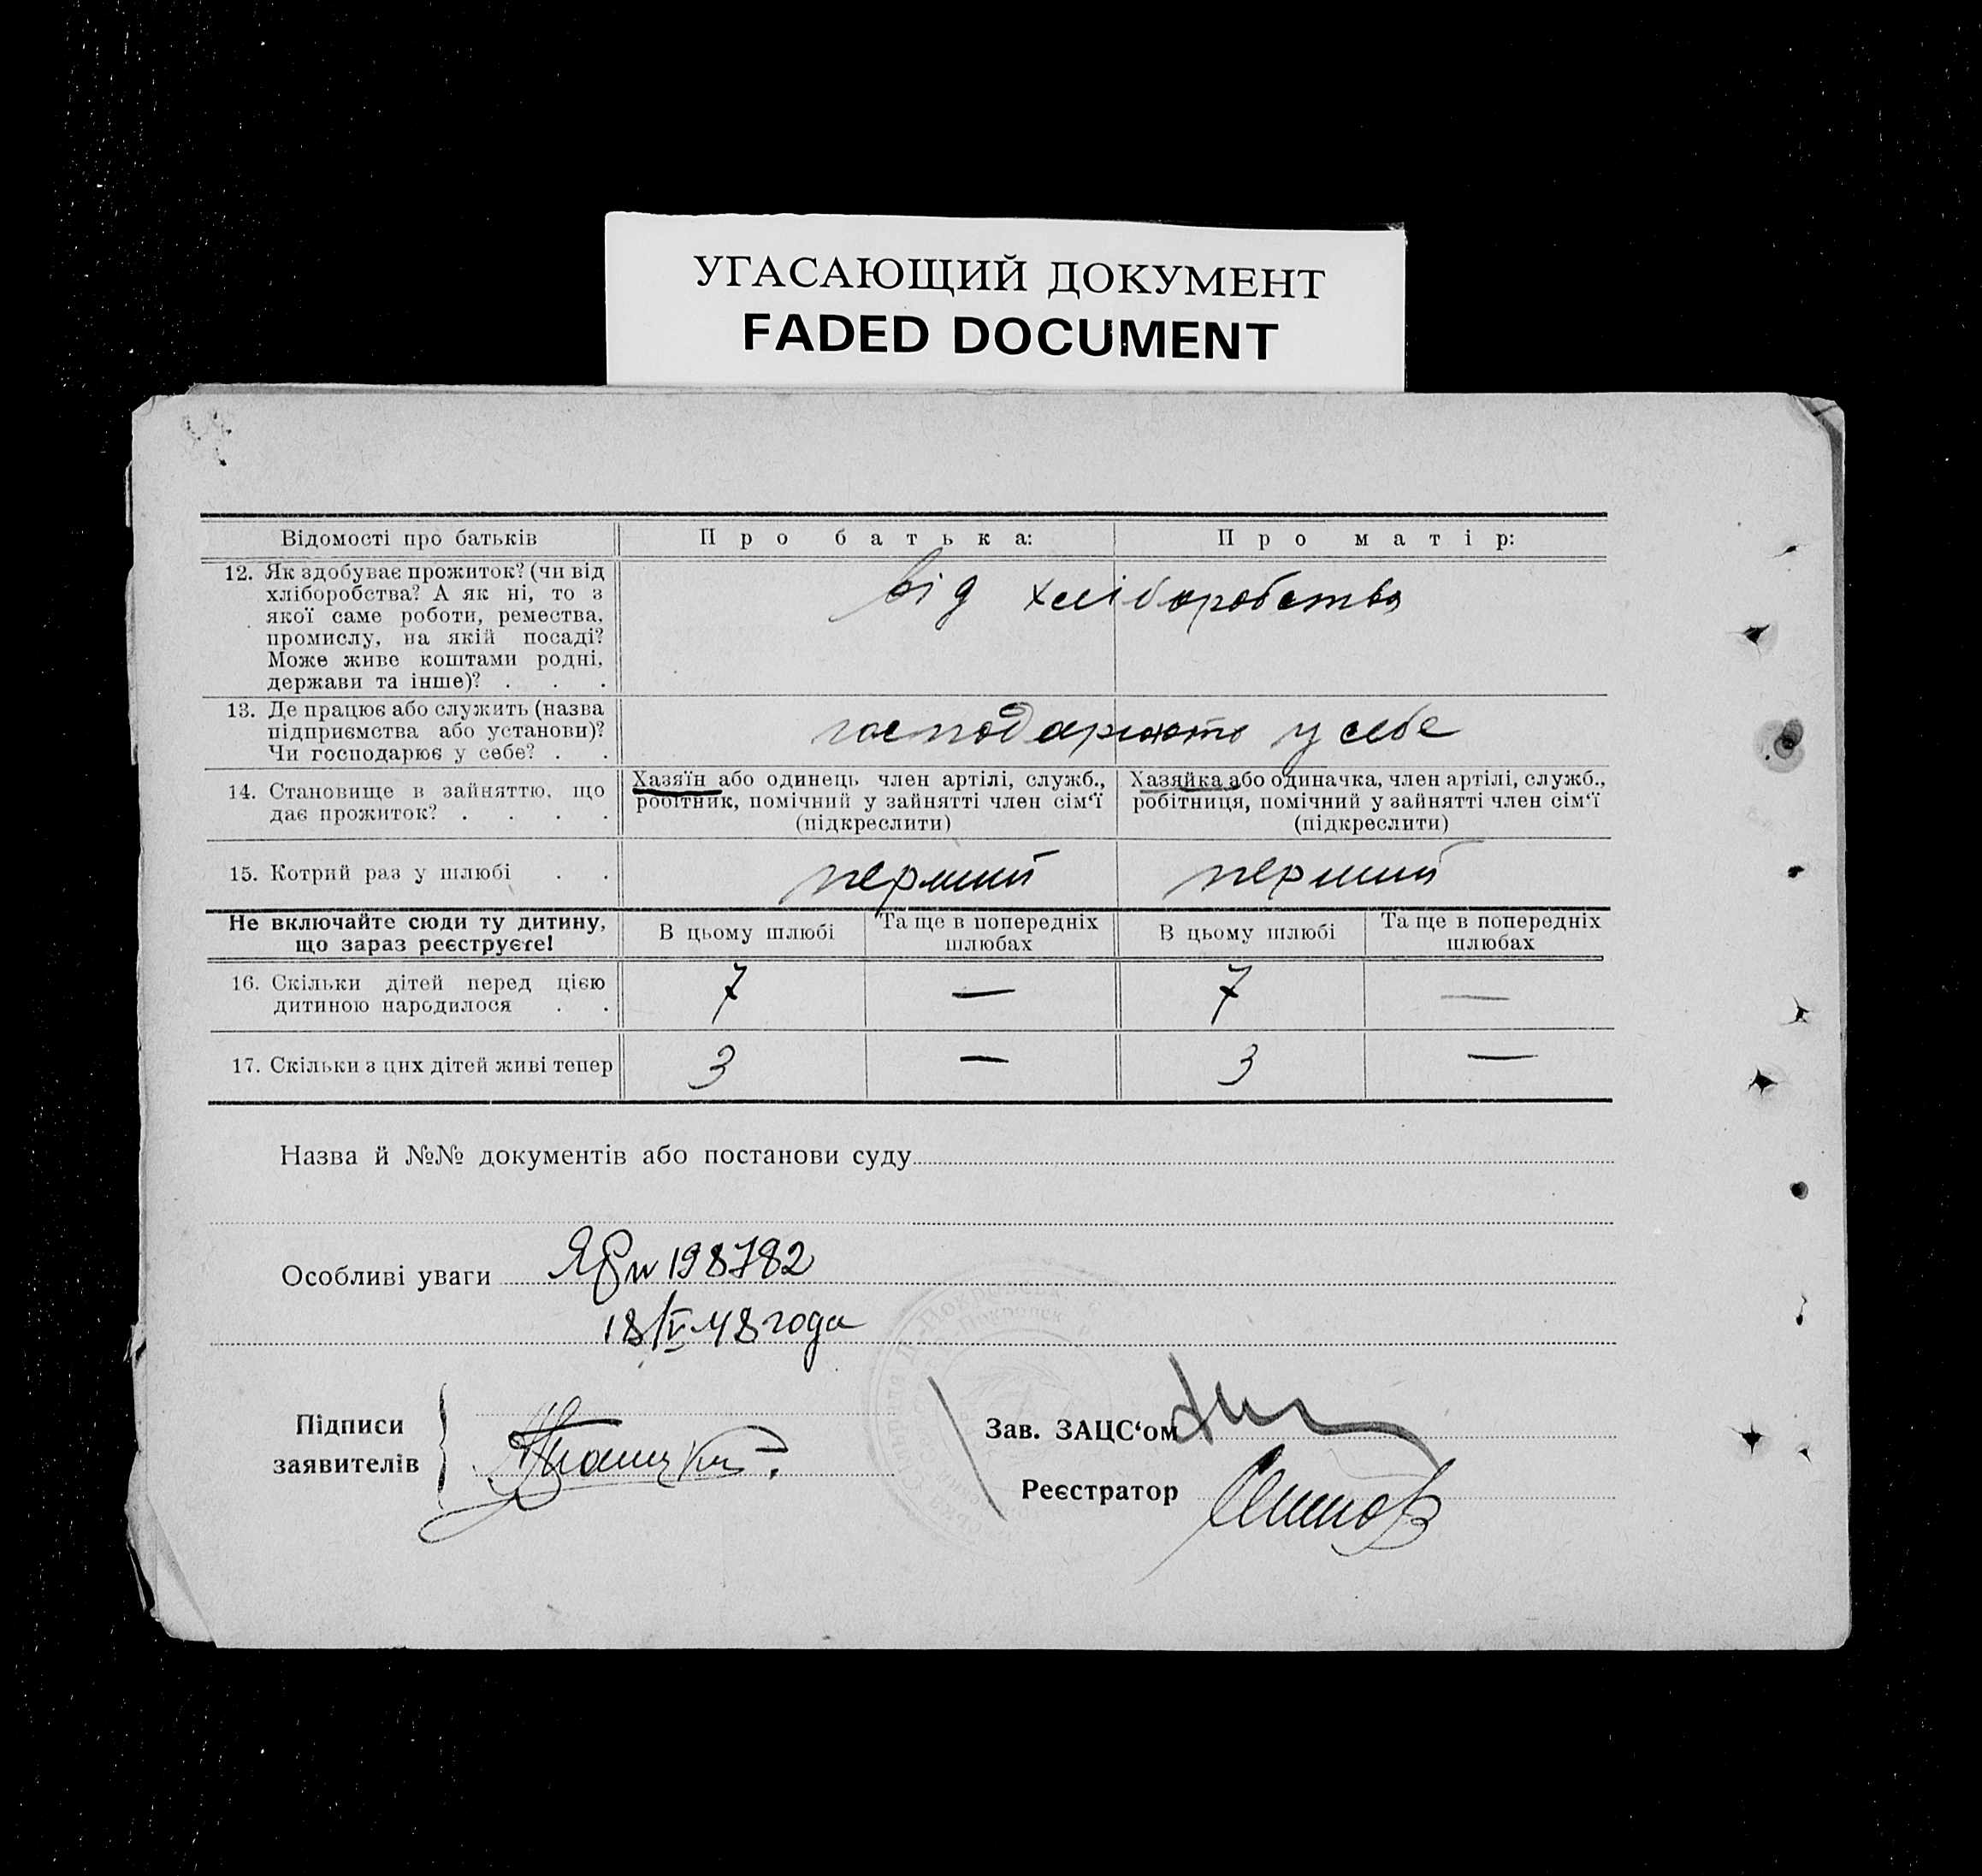 УГАСАЮЩИЙ ДОКУМЕНТ
FADED DOCUMENT
Відомості про батьків
Про батька:
Про матір:
12. Як здобуває прожиток? (чи від
хліборобства? А як ні, то з
якої саме роботи, ремества,
промислу, на якій посаді?
Може живе коштами родні,
держави та інше)? . . .
від хліборобства
13. Де працює або служить (назва
підприємства або установи)?
Чи господарює у себе? . .
господарюють у себе
14. Становище в зайняттю, що
дає прожиток? . . . .
Хазяїн або одинець член артілі, служб.,
робітник, помічний у зайнятті член сім‘ї
(підкреслити)
Хазяйка або одиначка, член артілі, служб.,
робітниця, помічний у зайнятті член сім‘ї
(підкреслити)
15. Котрий раз у шлюбі . .
перший
перший
Не включайте сюди ту дитину,
що зараз реєструєте!
В цьому шлюбі
Та ще в попередніх
шлюбах
В цьому шлюбі
Та ще в попередніх
шлюбах
16. Скільки дітей перед цією
дитиною народилося . .
7 — 7 —
17. Скільки з цих дітей живі тепер
3 — 3 —
Назва й №№ документів або постанови суду
Особливі уваги 198782
18/V-48 года
Підписи
заявителів
Зав. ЗАЦС‘ом
Реєстратор